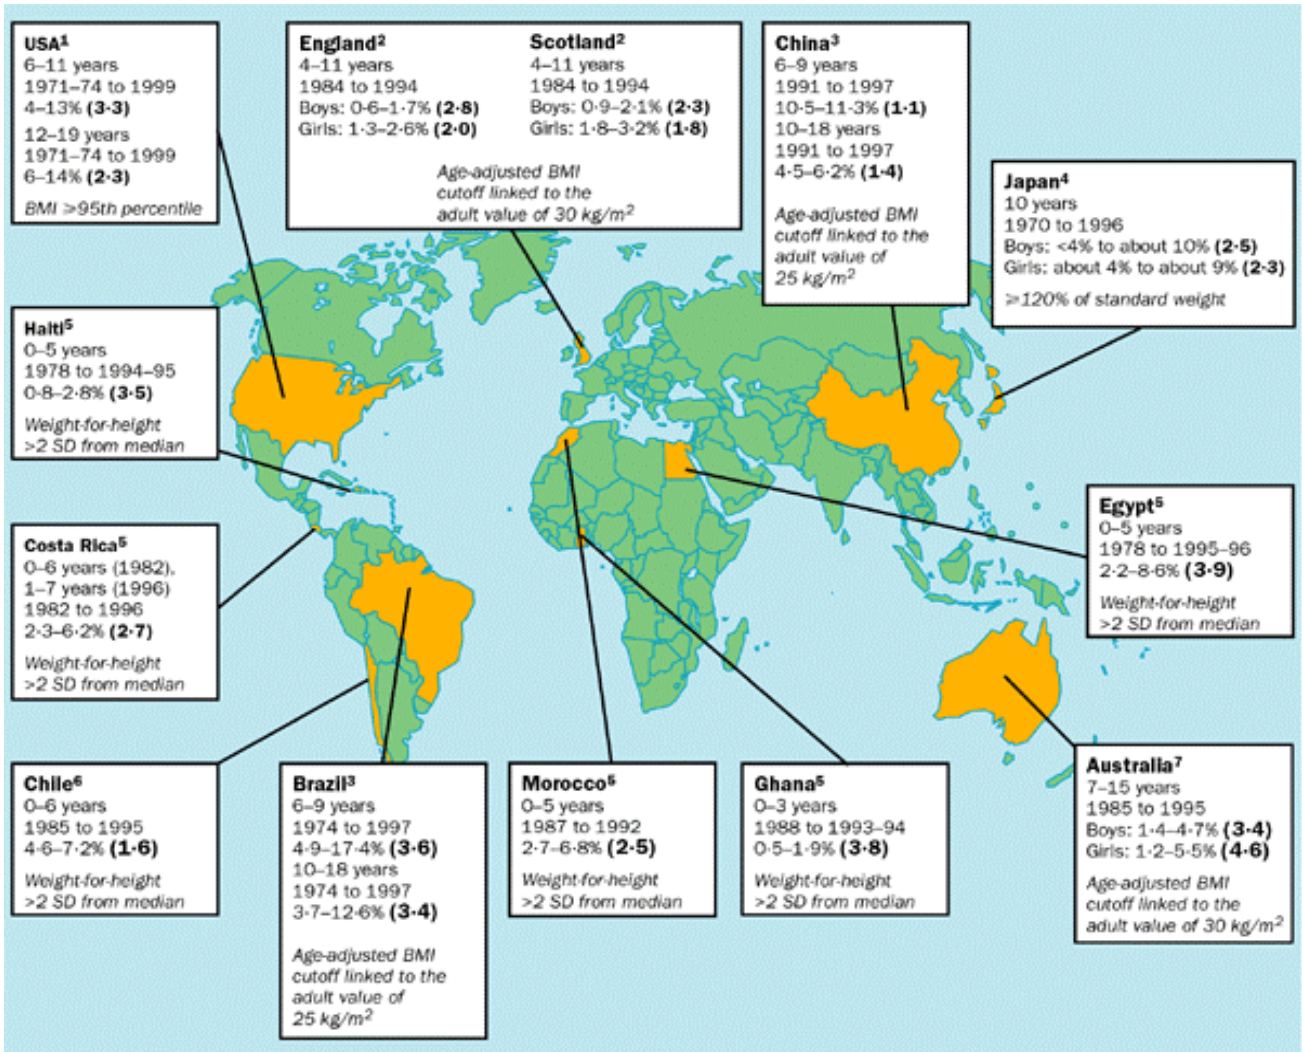 USA¹
6–11 years
1971–74 to 1999
4–13% (3·3)
12–19 years
1971–74 to 1999
6–14% (2·3)
BMI ⩾95th percentile
England²
4–11 years
1984 to 1994
Boys: 0·6–1·7% (2·8)
Girls: 1·3–2·6% (2·0)
Scotland²
4–11 years
1984 to 1994
Boys: 0·9–2·1% (2·3)
Girls: 1·8–3·2% (1·8)
Age-adjusted BMI
cutoff linked to the
adult value of 30 kg/m²
China³
6–9 years
1991 to 1997
10·5–11·3% (1·1)
10–18 years
1991 to 1997
4·5–6·2% (1·4)
Age-adjusted BMI
cutoff linked to the
adult value of
25 kg/m²
Japan⁴
10 years
1970 to 1996
Boys: <4% to about 10% (2·5)
Girls: about 4% to about 9% (2·3)
⩾120% of standard weight
Haiti⁵
0–5 years
1978 to 1994–95
0·8–2·8% (3·5)
Weight-for-height
>2 SD from median
Costa Rica⁵
0–6 years (1982),
1–7 years (1996)
1982 to 1996
2·3–6·2% (2·7)
Weight-for-height
>2 SD from median
Egypt⁵
0–5 years
1978 to 1995–96
2·2–8·6% (3·9)
Weight-for-height
>2 SD from median
Chile⁶
0–6 years
1985 to 1995
4·6–7·2% (1·6)
Weight-for-height
>2 SD from median
Brazil³
6–9 years
1974 to 1997
4·9–17·4% (3·6)
10–18 years
1974 to 1997
3·7–12·6% (3·4)
Age-adjusted BMI
cutoff linked to the
adult value of
25 kg/m²
Morocco⁵
0–5 years
1987 to 1992
2·7–6·8% (2·5)
Weight-for-height
>2 SD from median
Ghana⁵
0–3 years
1988 to 1993–94
0·5–1·9% (3·8)
Weight-for-height
>2 SD from median
Australia⁷
7–15 years
1985 to 1995
Boys: 1·4–4·7% (3·4)
Girls: 1·2–5·5% (4·6)
Age-adjusted BMI
cutoff linked to the
adult value of 30 kg/m²